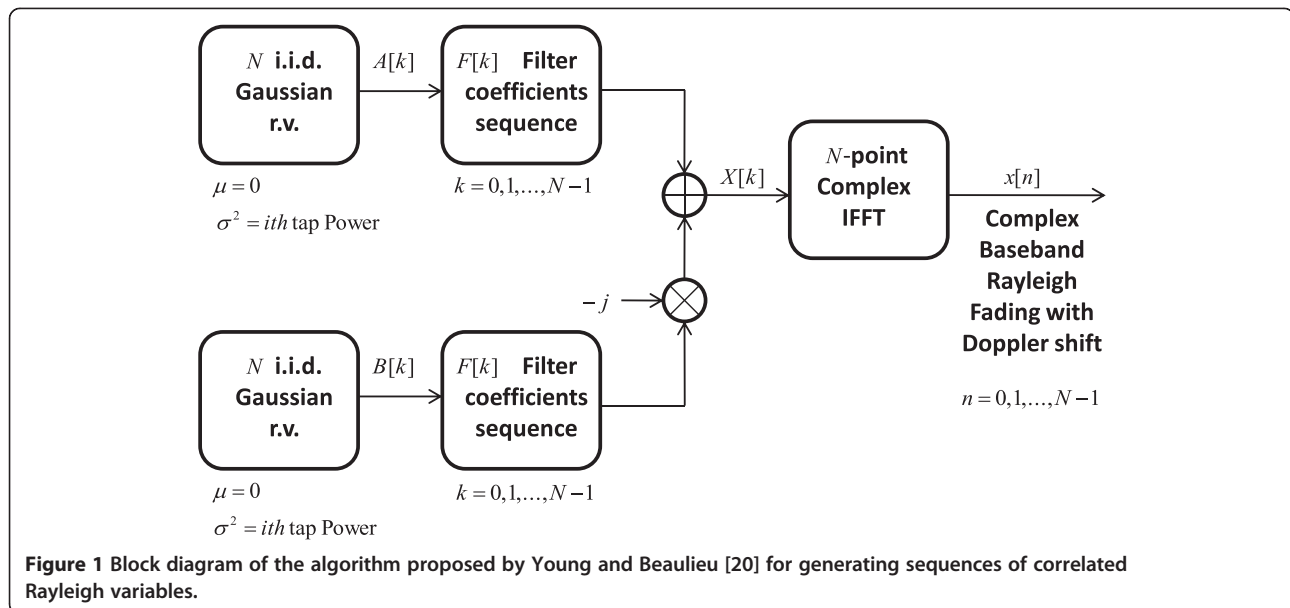 N i.i.d.
Gaussian
r.v.
A[k]
F[k] Filter
coefficients
sequence
μ = 0
σ² = ith tap Power
k = 0,1,...,N−1
X[k]
N-point
Complex
IFFT
x[n]
Complex
Baseband
Rayleigh
Fading with
Doppler shift
n = 0,1,...,N−1
− j
N i.i.d.
Gaussian
r.v.
B[k]
F[k] Filter
coefficients
sequence
μ = 0
σ² = ith tap Power
k = 0,1,...,N−1
Figure 1 Block diagram of the algorithm proposed by Young and Beaulieu [20] for generating sequences of correlated
Rayleigh variables.